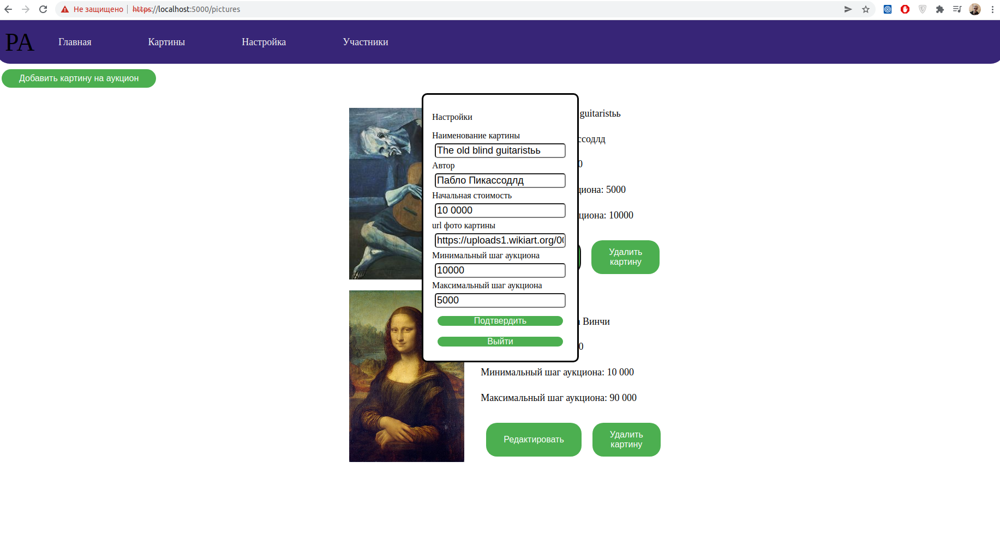 Не защищено https://localhost:5000/pictures
PA Главная Картины Настройка Участники
Добавить картину на аукцион
Настройки
Наименование картины
The old blind guitaristьь
Автор
Пабло Пикассодлд
Начальная стоимость
10 0000
url фото картины
https://uploads1.wikiart.org/00
Минимальный шаг аукциона
10000
Максимальный шаг аукциона
5000
Подтвердить
Выйти
guitaristьь
ссодлд
0
циона: 5000
циона: 10000
Удалить
картину
Винчи
0
Минимальный шаг аукциона: 10 000
Максимальный шаг аукциона: 90 000
Редактировать
Удалить
картину